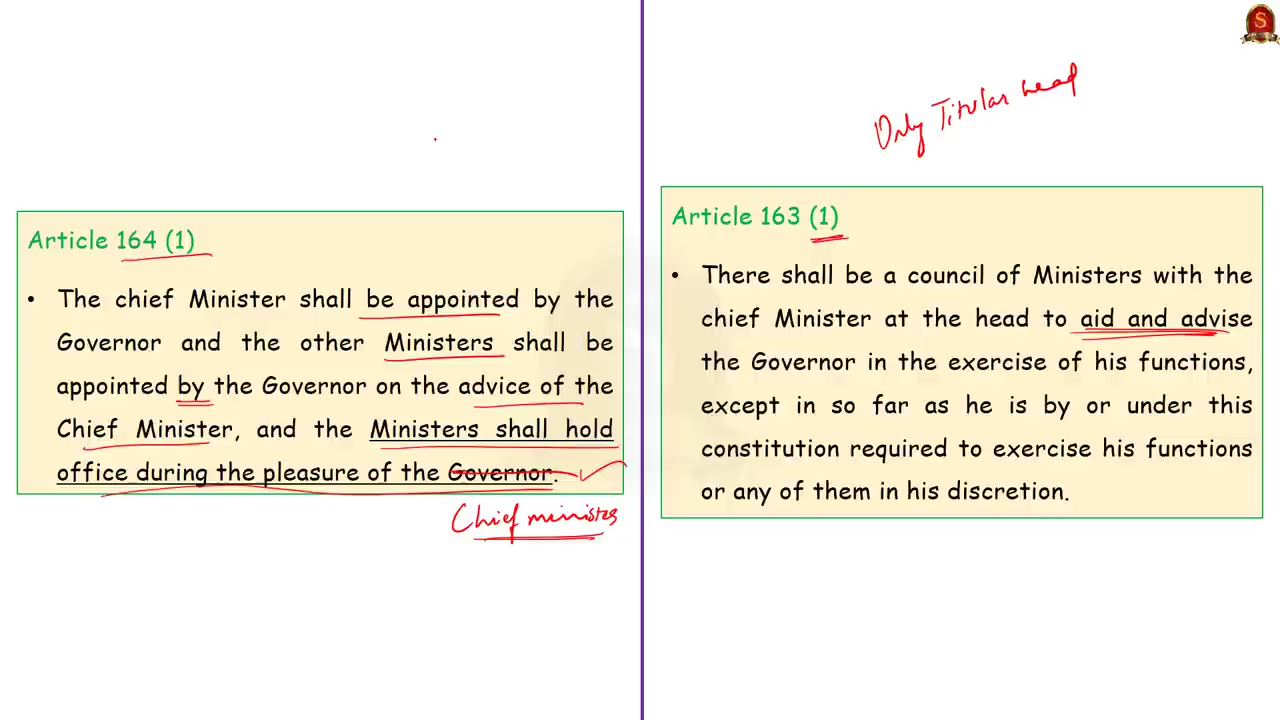 Article 164 (1)
• The chief Minister shall be appointed by the
Governor and the other Ministers shall be
appointed by the Governor on the advice of the
Chief Minister, and the Ministers shall hold
office during the pleasure of the Governor.
Chief minister
Only Titular head
Article 163 (1)
• There shall be a council of Ministers with the
chief Minister at the head to aid and advise
the Governor in the exercise of his functions,
except in so far as he is by or under this
constitution required to exercise his functions
or any of them in his discretion.
S